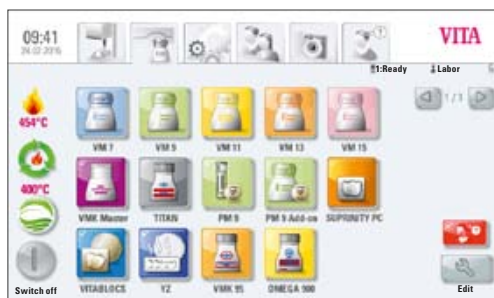 09:41
24.02.2015
VITA
1:Ready
Labor
1/1
454°C
400°C
VM 7
VM 9
VM 11
VM 13
VM 15
VMK Master
TITAN
PM 9
PM 9 Add-on
SUPRINITY PC
VITABLOCS
YZ
VMK 95
OMEGA 900
Switch off
Edit